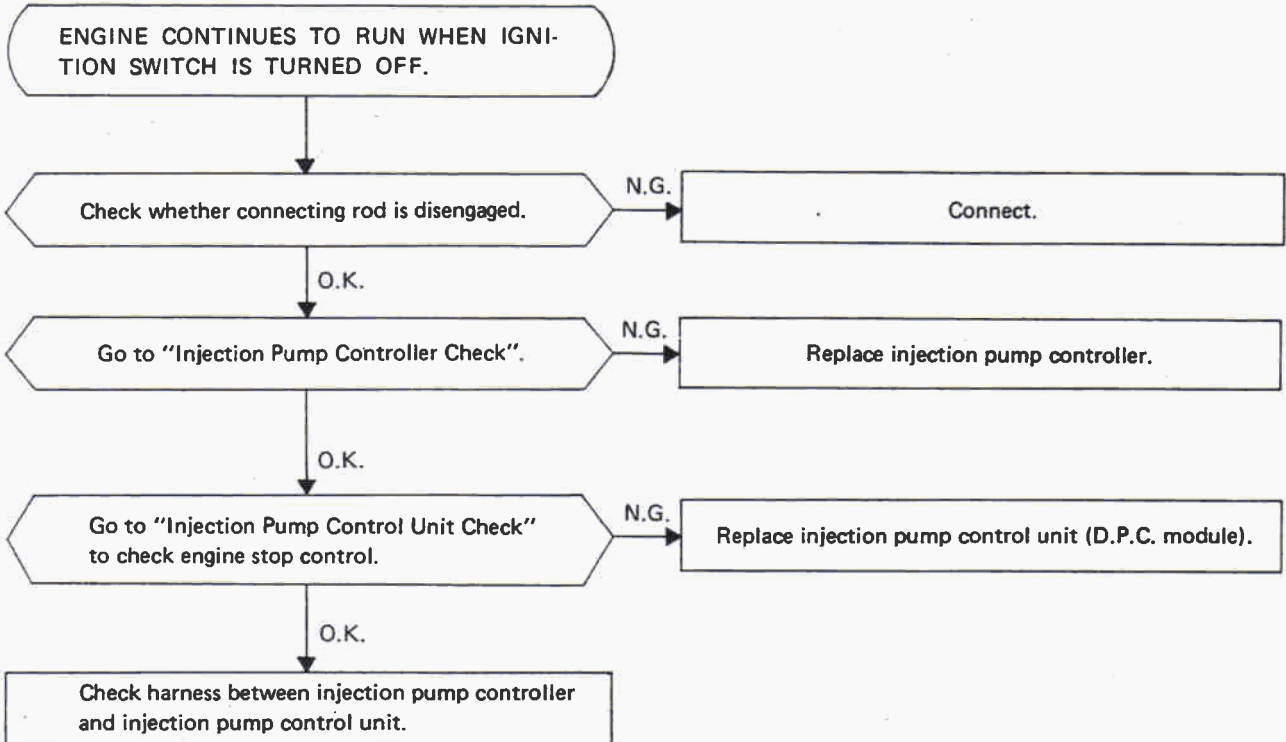 ENGINE CONTINUES TO RUN WHEN IGNI-
TION SWITCH IS TURNED OFF.
Check whether connecting rod is disengaged.
N.G.
Connect.
O.K.
Go to "Injection Pump Controller Check".
N.G.
Replace injection pump controller.
O.K.
Go to "Injection Pump Control Unit Check"
to check engine stop control.
N.G.
Replace injection pump control unit (D.P.C. module).
O.K.
Check harness between injection pump controller
and injection pump control unit.